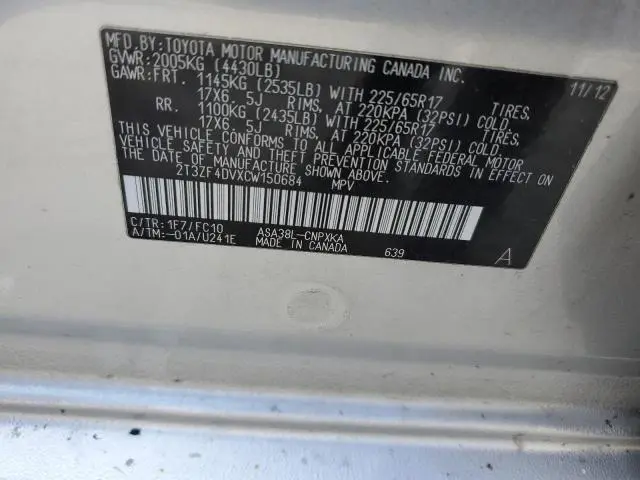 MFD.BY:TOYOTA MOTOR MANUFACTURING CANADA INC.
GVWR:2005KG (4430LB) 11/12
GAWR:FRT. 1145KG (2535LB) WITH 225/65R17 TIRES,
17X6.5J RIMS, AT 220KPA (32PSI) COLD.
RR. 1100KG (2435LB) WITH 225/65R17 TIRES,
17X6.5J RIMS, AT 220KPA (32PSI) COLD.
THIS VEHICLE CONFORMS TO ALL APPLICABLE FEDERAL MOTOR
VEHICLE SAFETY AND THEFT PREVENTION STANDARDS IN EFFECT ON
THE DATE OF MANUFACTURE SHOWN ABOVE.
2T3ZF4DVXCW150684 MPV
C/TR:1F7/FC10 ASA38L-CNPXKA
A/TM:-01A/U241E MADE IN CANADA 639 A